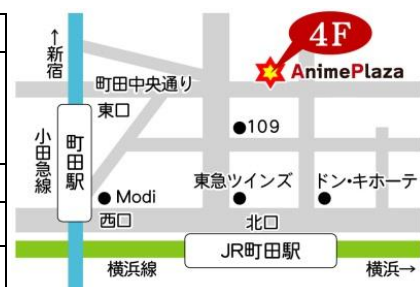 4F
AnimePlaza
↑新宿
町田中央通り
東口
小田急線
町田駅
●109
東急ツインズ
ドン・キホーテ
●Modi
西口
北口
JR町田駅
横浜線
横浜→